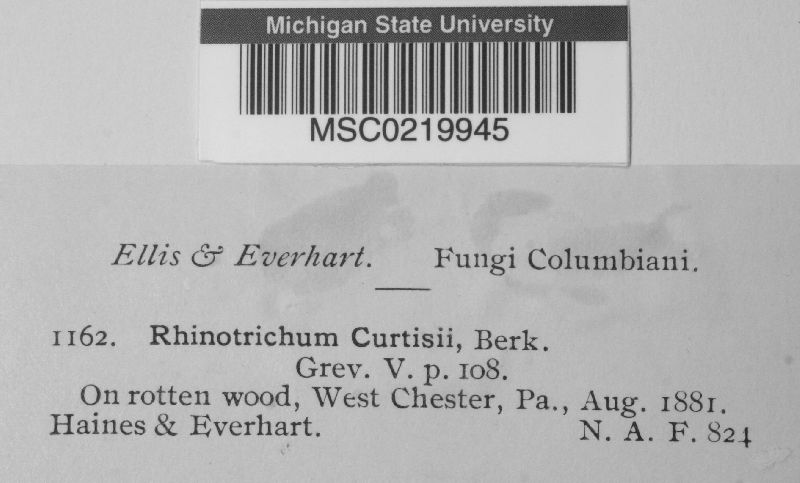 Michigan State University
MSC0219945
Ellis & Everhart. Fungi Columbiani.
1162. Rhinotrichum Curtisii, Berk.
Grev. V. p. 108.
On rotten wood, West Chester, Pa., Aug. 1881.
Haines & Everhart. N. A. F. 824